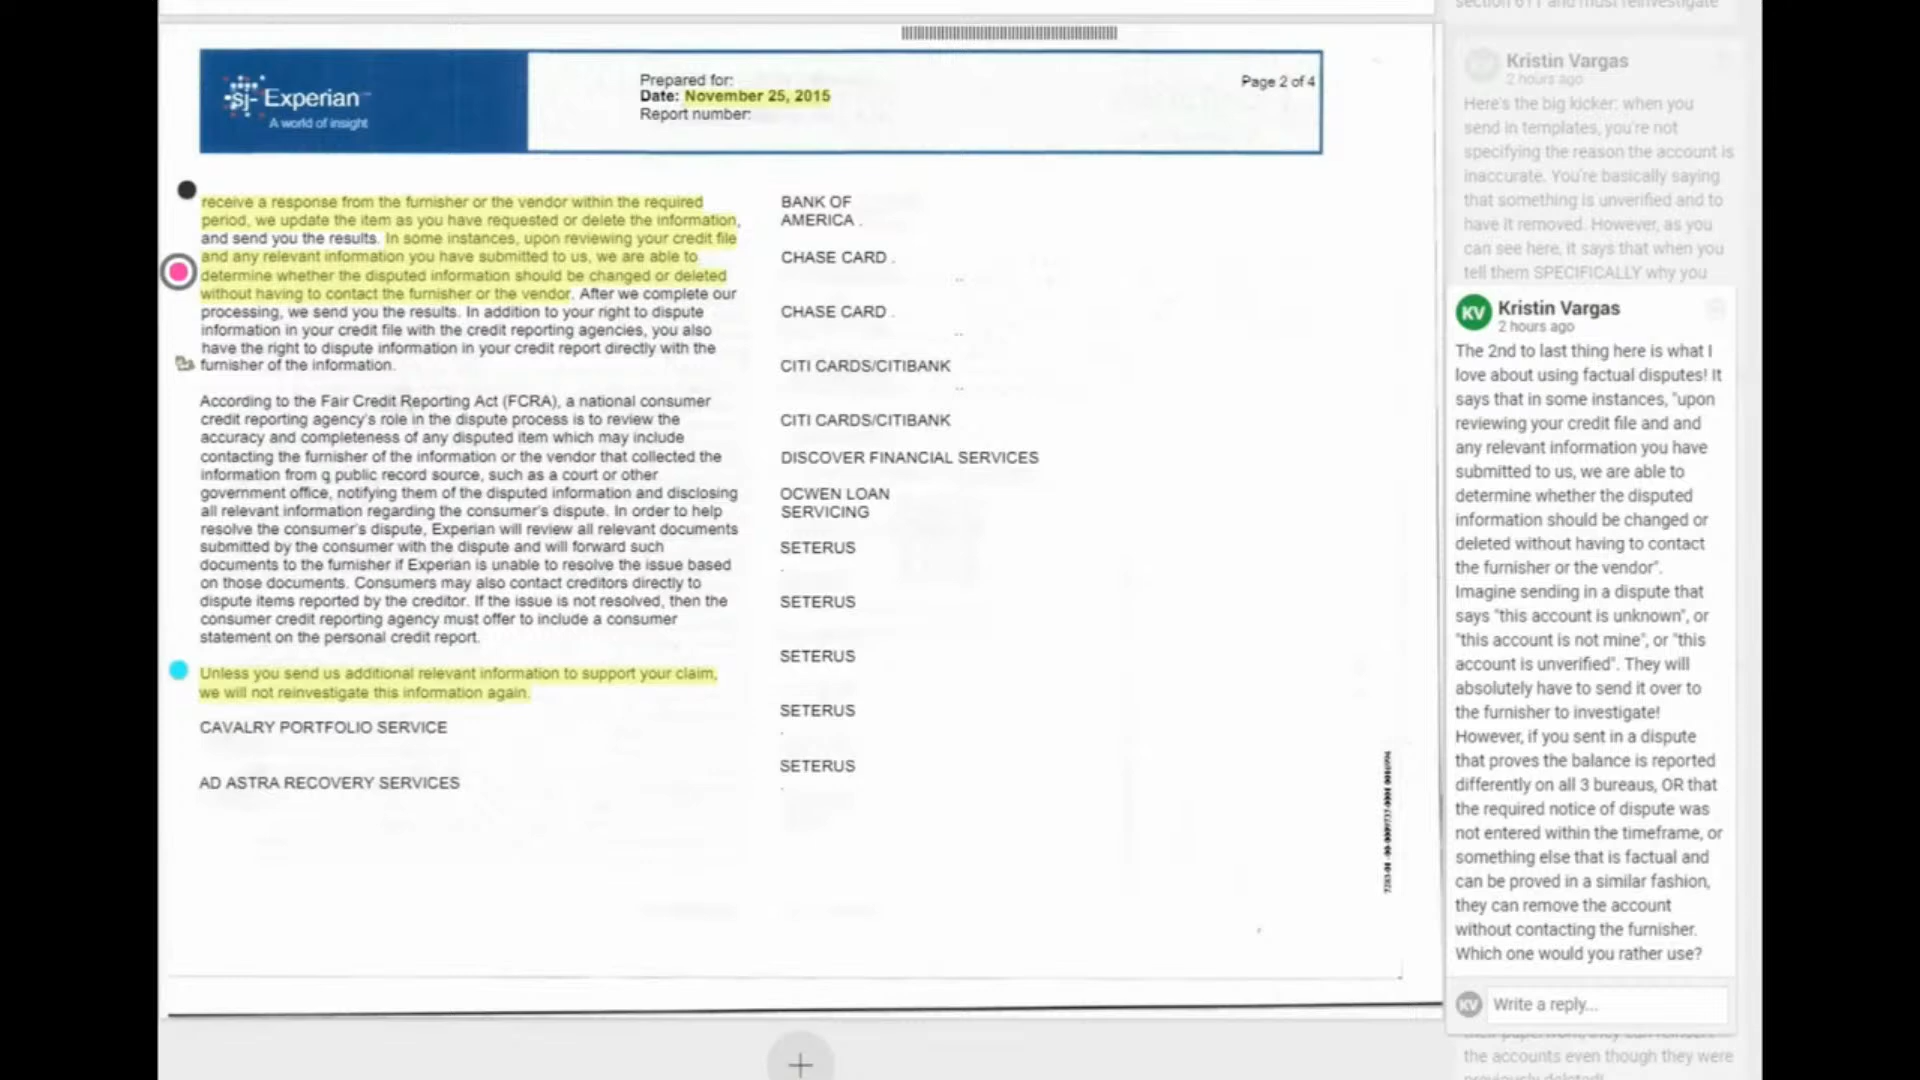 section 611 and must reinvestigate
Experian
A world of insight
Prepared for:
Date: November 25, 2015
Report number:
Page 2 of 4
receive a response from the furnisher or the vendor within the required
period, we update the item as you have requested or delete the information,
and send you the results. In some instances, upon reviewing your credit file
and any relevant information you have submitted to us, we are able to
determine whether the disputed information should be changed or deleted
without having to contact the furnisher or the vendor. After we complete our
processing, we send you the results. In addition to your right to dispute
information in your credit file with the credit reporting agencies, you also
have the right to dispute information in your credit report directly with the
furnisher of the information.
According to the Fair Credit Reporting Act (FCRA), a national consumer
credit reporting agency's role in the dispute process is to review the
accuracy and completeness of any disputed item which may include
contacting the furnisher of the information or the vendor that collected the
information from q public record source, such as a court or other
government office, notifying them of the disputed information and disclosing
all relevant information regarding the consumer's dispute. In order to help
resolve the consumer's dispute, Experian will review all relevant documents
submitted by the consumer with the dispute and will forward such
documents to the furnisher if Experian is unable to resolve the issue based
on those documents. Consumers may also contact creditors directly to
dispute items reported by the creditor. If the issue is not resolved, then the
consumer credit reporting agency must offer to include a consumer
statement on the personal credit report.
Unless you send us additional relevant information to support your claim,
we will not reinvestigate this information again.
CAVALRY PORTFOLIO SERVICE
AD ASTRA RECOVERY SERVICES
BANK OF
AMERICA .
CHASE CARD .
CHASE CARD .
CITI CARDS/CITIBANK
CITI CARDS/CITIBANK
DISCOVER FINANCIAL SERVICES
OCWEN LOAN
SERVICING
SETERUS
SETERUS
SETERUS
SETERUS
SETERUS
Kristin Vargas
2 hours ago
Here's the big kicker: when you
send in templates, you're not
specifying the reason the account is
inaccurate. You're basically saying
that something is unverified and to
have it removed. However, as you
can see here, it says that when you
tell them SPECIFICALLY why you
KV
Kristin Vargas
2 hours ago
The 2nd to last thing here is what I
love about using factual disputes! It
says that in some instances, "upon
reviewing your credit file and and
any relevant information you have
submitted to us, we are able to
determine whether the disputed
information should be changed or
deleted without having to contact
the furnisher or the vendor".
Imagine sending in a dispute that
says "this account is unknown", or
"this account is not mine", or "this
account is unverified". They will
absolutely have to send it over to
the furnisher to investigate!
However, if you sent in a dispute
that proves the balance is reported
differently on all 3 bureaus, OR that
the required notice of dispute was
not entered within the timeframe, or
something else that is factual and
can be proved in a similar fashion,
they can remove the account
without contacting the furnisher.
Which one would you rather use?
KV
Write a reply...
the accounts even though they were